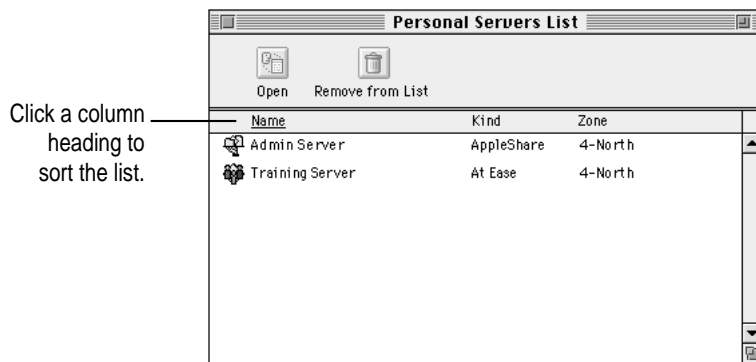 Personal Servers List
Open Remove from List
Click a column
heading to
sort the list.
Name Kind Zone
Admin Server AppleShare 4-North
Training Server At Ease 4-North